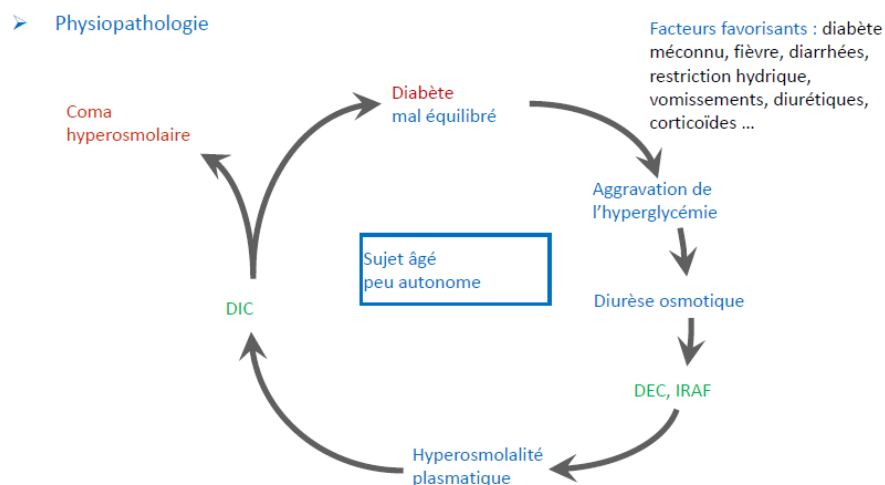 ➢ Physiopathologie
Facteurs favorisants : diabète
méconnu, fièvre, diarrhées,
restriction hydrique,
vomissements, diurétiques,
corticoïdes ...
Diabète
mal équilibré
Coma
hyperosmolaire
Aggravation de
l'hyperglycémie
Sujet âgé
peu autonome
Diurèse osmotique
DIC
DEC, IRAF
Hyperosmolalité
plasmatique